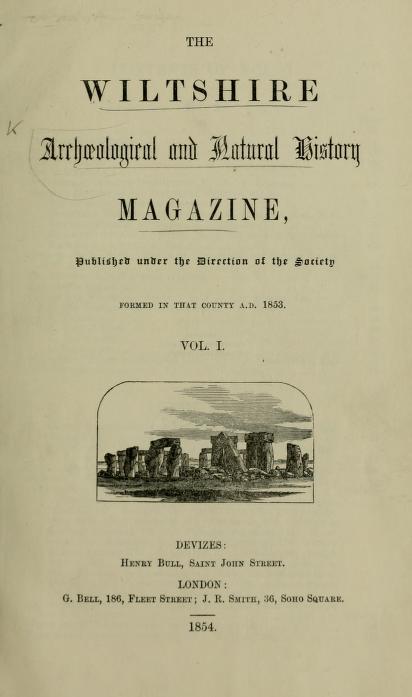 THE
WILTSHIRE
Archæological and Natural History
MAGAZINE,
Published under the Direction of the Society
FORMED IN THAT COUNTY A.D. 1853.
VOL. I.
DEVIZES:
HENRY BULL, SAINT JOHN STREET.
LONDON:
G. BELL, 186, FLEET STREET; J. R. SMITH, 36, SOHO SQUARE.
1854.
K